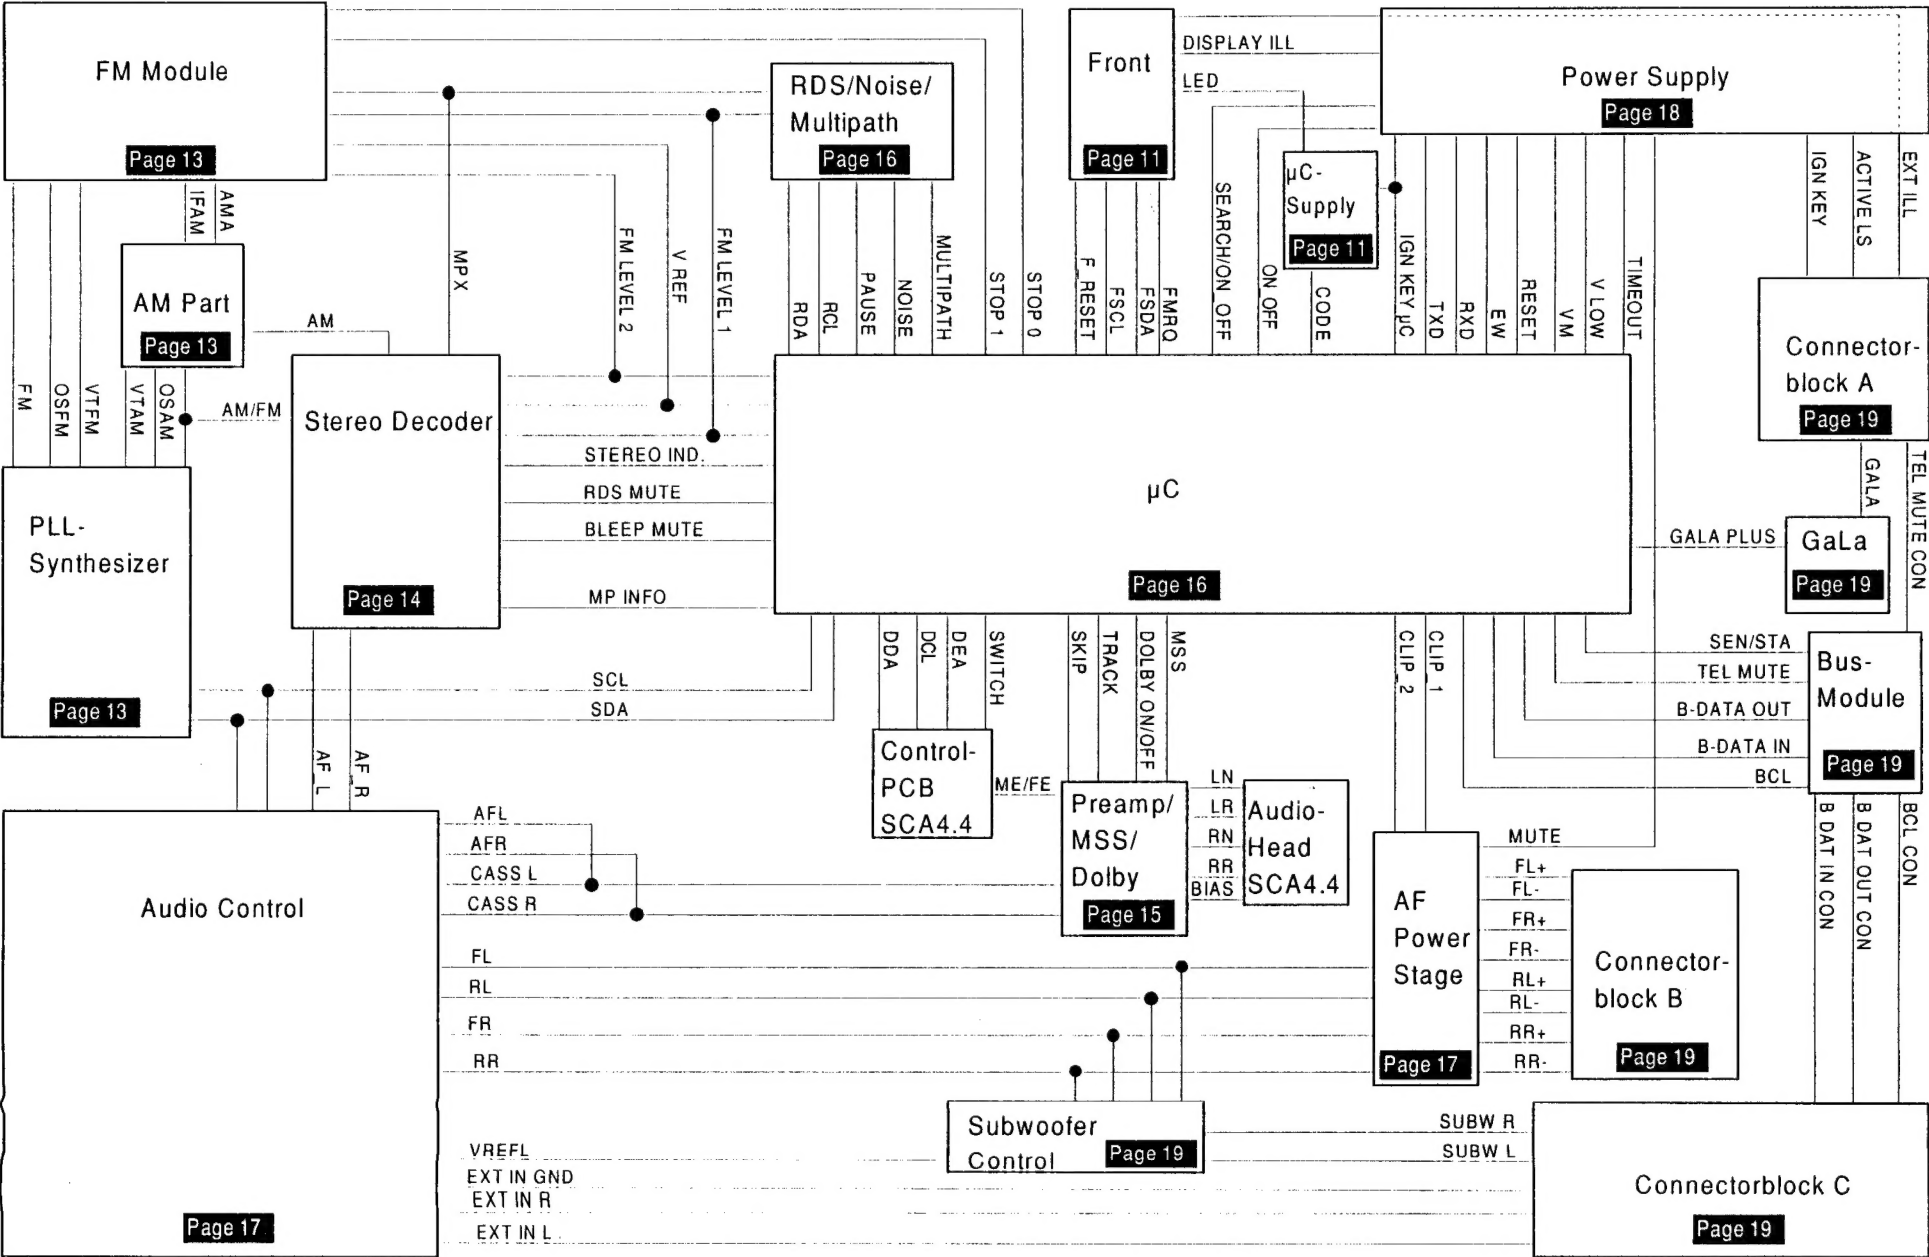 FM Module
Page 13
RDS/Noise/
Multipath
Page 16
Front
Page 11
DISPLAY ILL
LED
Power Supply
Page 18
µC-
Supply
Page 11
IFAM
AMA
AM Part
Page 13
AM
MPX
FM LEVEL 2
V REF
FM LEVEL 1
RDA
RCL
PAUSE
NOISE
MULTIPATH
STOP 1
STOP 0
F_RESET
FSCL
FSDA
FMRQ
SEARCH/ON_OFF
ON_OFF
CODE
IGN KEY µC
TXD
RXD
EW
RESET
VM
V LOW
TIMEOUT
IGN KEY
ACTIVE LS
EXT ILL
Connector-
block A
Page 19
FM
OSFM
VTFM
VTAM
OSAM
AM/FM
Stereo Decoder
Page 14
STEREO IND.
RDS MUTE
BLEEP MUTE
MP INFO
µC
Page 16
GALA
TEL MUTE CON
GALA PLUS
GaLa
Page 19
PLL-
Synthesizer
Page 13
SCL
SDA
AF_L
AF_R
DDA
DCL
DEA
SWITCH
SKIP
TRACK
DOLBY ON/OFF
MSS
CLIP_2
CLIP_1
SEN/STA
TEL MUTE
B-DATA OUT
B-DATA IN
BCL
Bus-
Module
Page 19
Control-
PCB
SCA4.4
ME/FE
Preamp/
MSS/
Dolby
Page 15
LN
LR
RN
RR
BIAS
Audio-
Head
SCA4.4
Audio Control
Page 17
AFL
AFR
CASS L
CASS R
FL
RL
FR
RR
VREFL
EXT IN GND
EXT IN R
EXT IN L
AF
Power
Stage
Page 17
MUTE
FL+
FL-
FR+
FR-
RL+
RL-
RR+
RR-
Connector-
block B
Page 19
B DAT IN CON
B DAT OUT CON
BCL CON
Subwoofer
Control
Page 19
SUBW R
SUBW L
Connectorblock C
Page 19